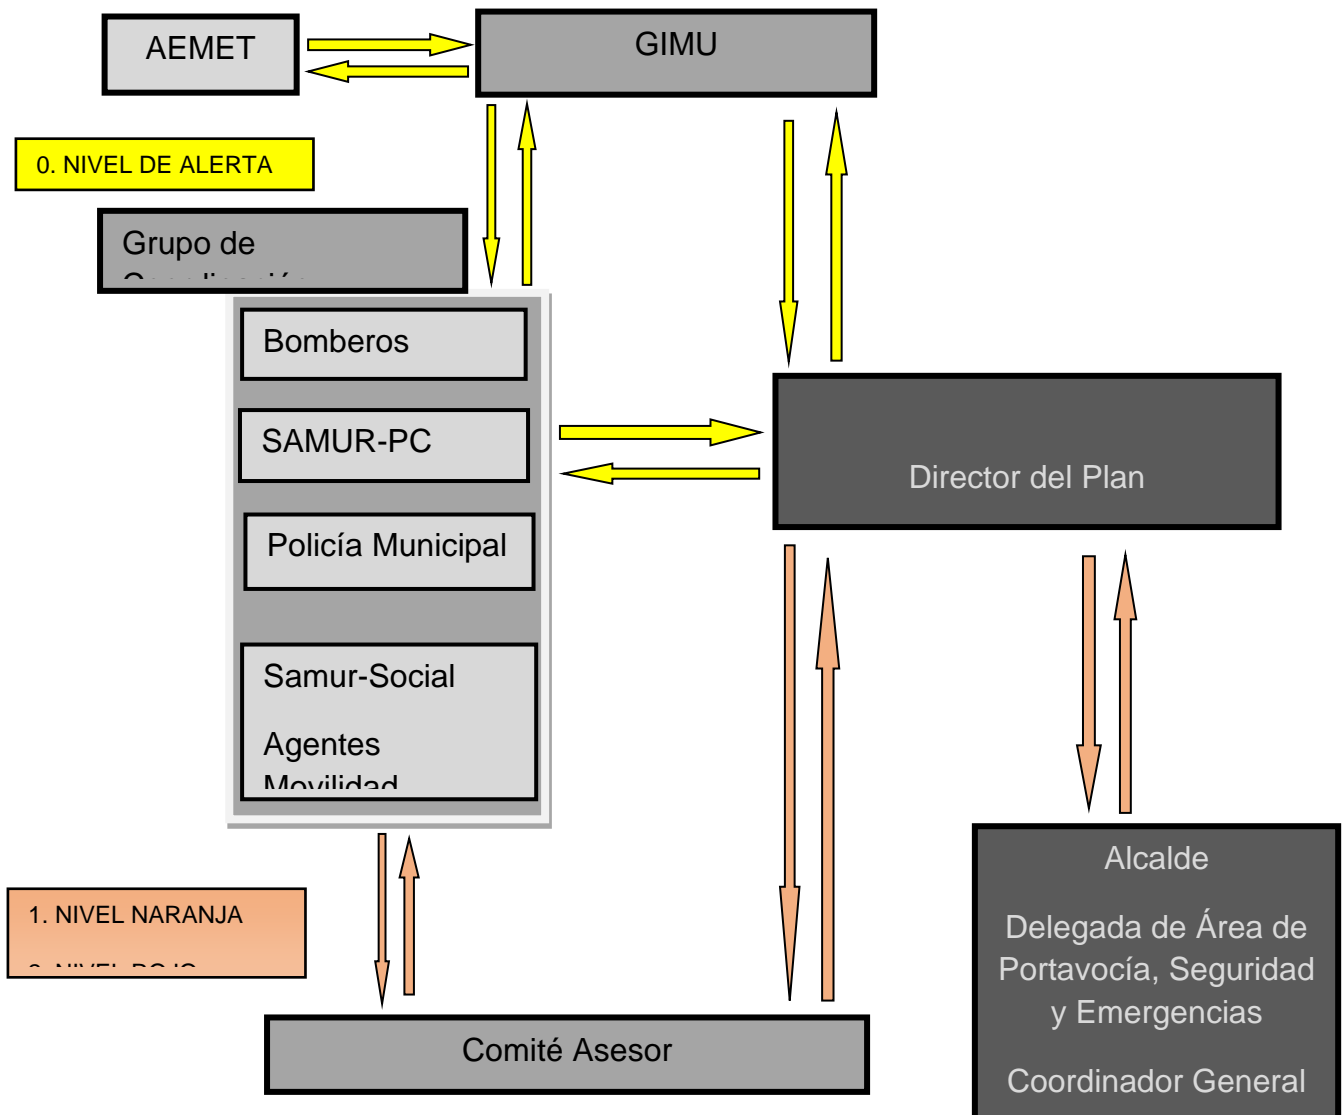 AEMET
GIMU
0. NIVEL DE ALERTA
Grupo de
Bomberos
SAMUR-PC
Policía Municipal
Samur-Social
Agentes
Movilidad
Director del Plan
1. NIVEL NARANJA
Comité Asesor
Alcalde
Delegada de Área de
Portavocía, Seguridad
y Emergencias
Coordinador General